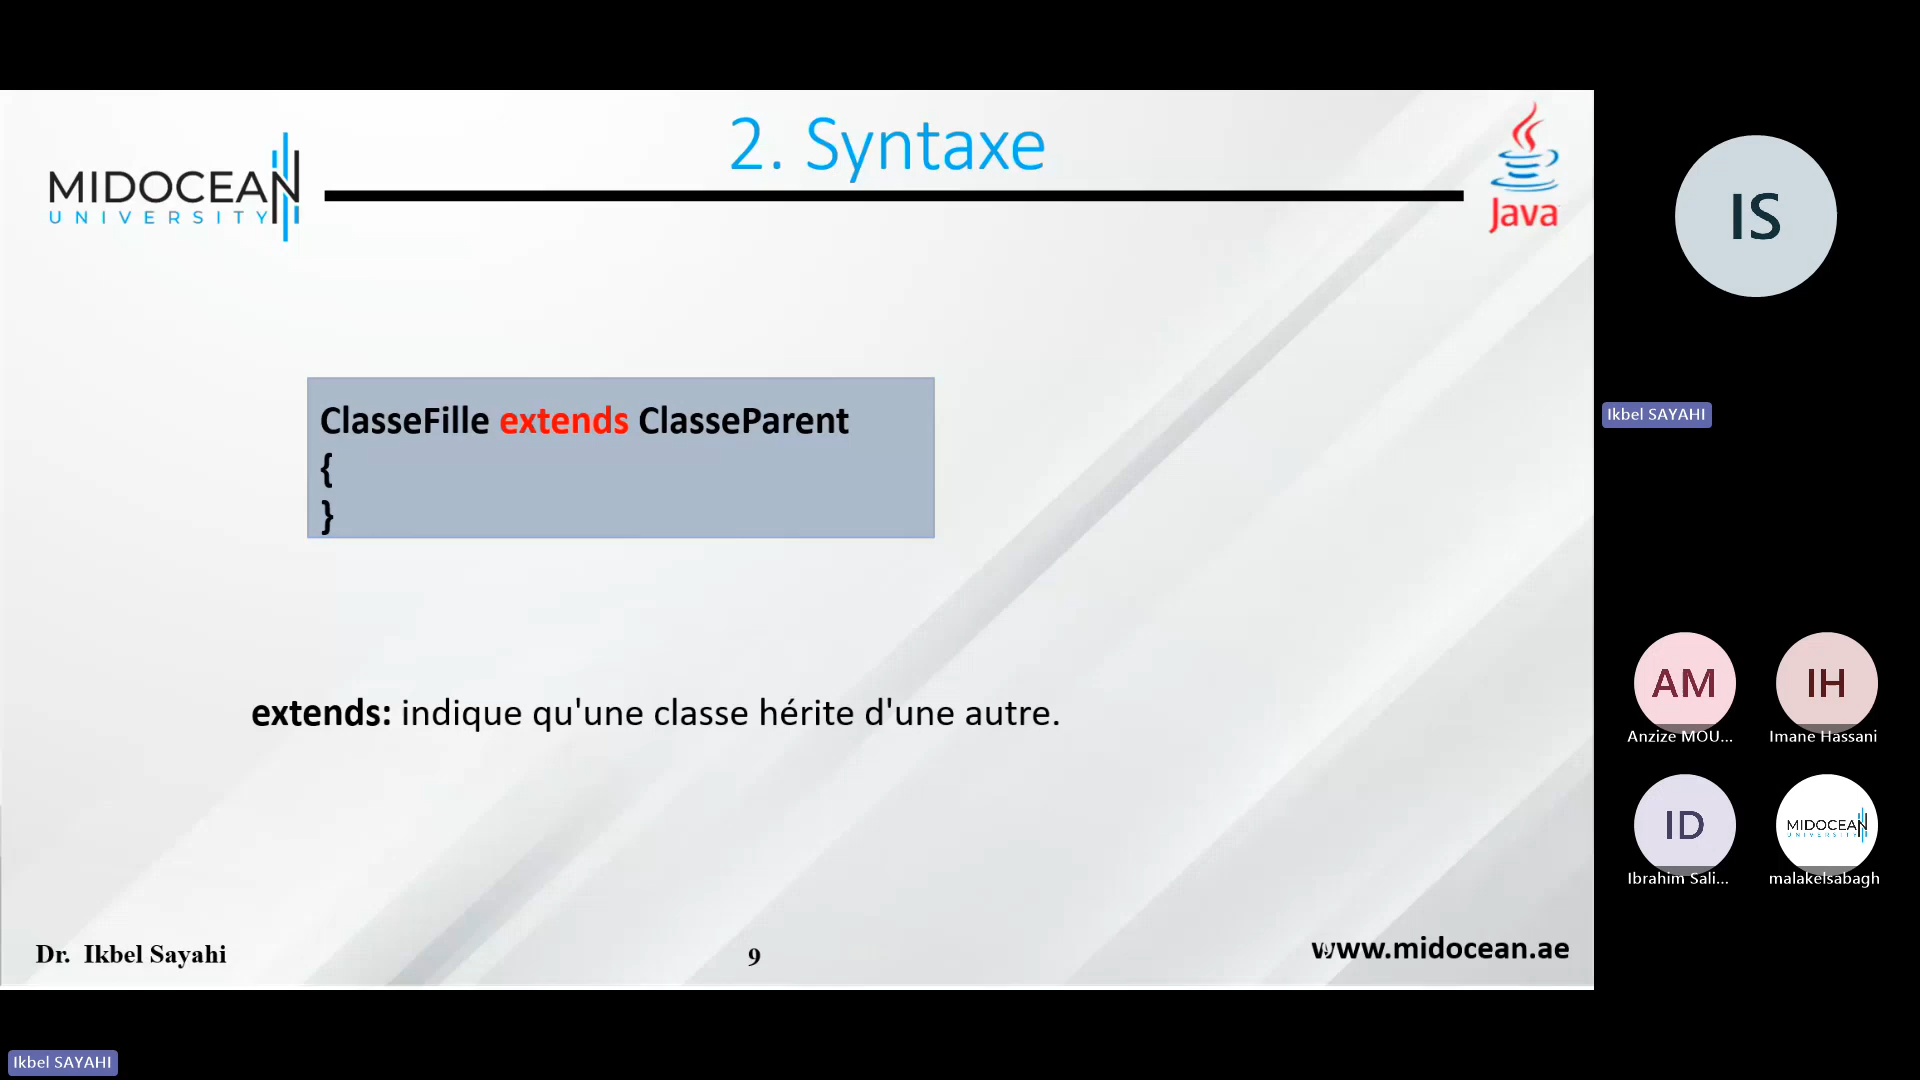 2. Syntaxe
MIDOCEAN
UNIVERSITY
Java
ClasseFille extends ClasseParent
{
}
extends: indique qu'une classe hérite d'une autre.
Dr. Ikbel Sayahi
9
www.midocean.ae
IS
Ikbel SAYAHI
AM
IH
Anzize MOU...
Imane Hassani
ID
MIDOCEAN
UNIVERSITY
Ibrahim Sali...
malakelsabagh
Ikbel SAYAHI